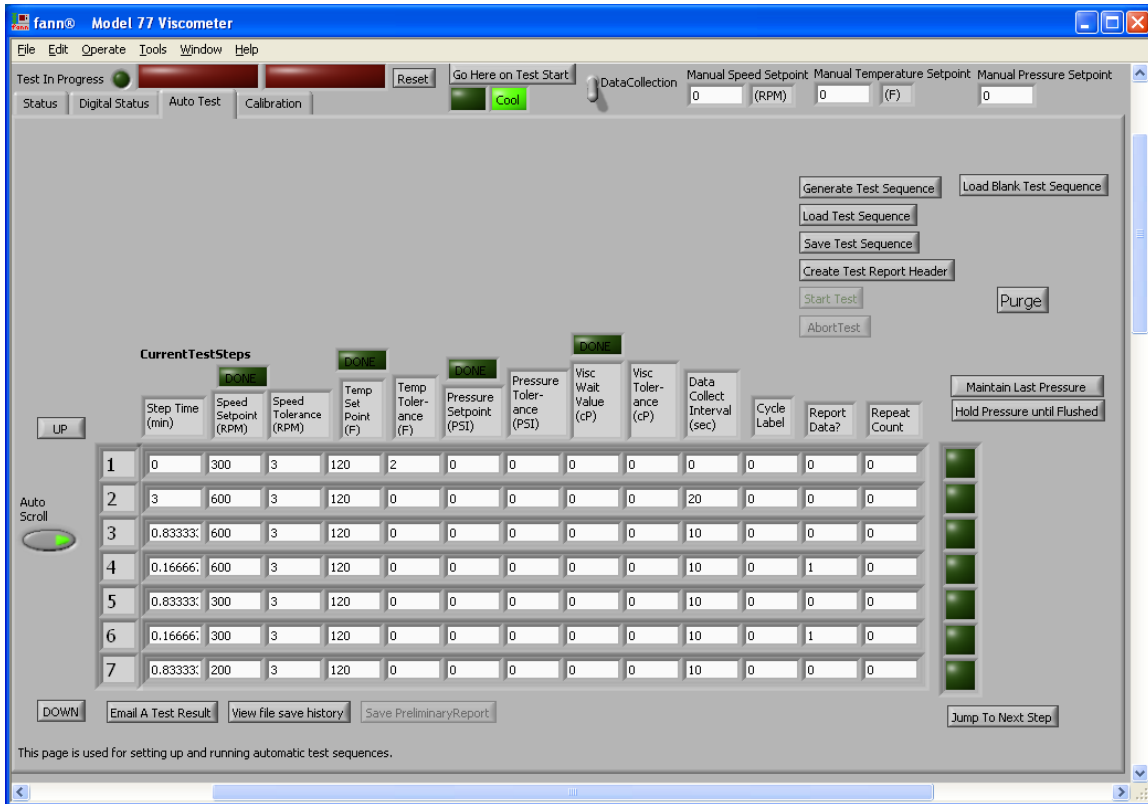 fann® Model 77 Viscometer
File Edit Operate Tools Window Help
Test In Progress
Reset
Go Here on Test Start
Cool
DataCollection
Manual Speed Setpoint
0 (RPM)
Manual Temperature Setpoint
0 (F)
Manual Pressure Setpoint
0
Status Digital Status Auto Test Calibration
Generate Test Sequence
Load Blank Test Sequence
Load Test Sequence
Save Test Sequence
Create Test Report Header
Start Test
Purge
AbortTest
CurrentTestSteps
DONE DONE DONE DONE
Step Time
(min)
Speed
Setpoint
(RPM)
Speed
Tolerance
(RPM)
Temp
Set
Point
(F)
Temp
Toler-
ance
(F)
Pressure
Setpoint
(PSI)
Pressure
Toler-
ance
(PSI)
Visc
Wait
Value
(cP)
Visc
Toler-
ance
(cP)
Data
Collect
Interval
(sec)
Cycle
Label
Report
Data?
Repeat
Count
Maintain Last Pressure
Hold Pressure until Flushed
UP
1 0 300 3 120 2 0 0 0 0 0 0 0 0
2 3 600 3 120 0 0 0 0 0 20 0 0 0
3 0.83333 600 3 120 0 0 0 0 0 10 0 0 0
4 0.16666 600 3 120 0 0 0 0 0 10 0 1 0
5 0.83333 300 3 120 0 0 0 0 0 10 0 0 0
6 0.16666 300 3 120 0 0 0 0 0 10 0 1 0
7 0.83333 200 3 120 0 0 0 0 0 10 0 0 0
Auto
Scroll
DOWN
Email A Test Result
View file save history
Save PreliminaryReport
Jump To Next Step
This page is used for setting up and running automatic test sequences.